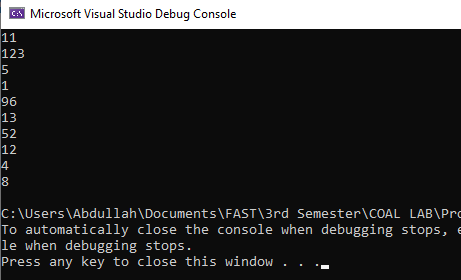 Microsoft Visual Studio Debug Console
11
123
5
1
96
13
52
12
4
8
C:\Users\Abdullah\Documents\FAST\3rd Semester\COAL LAB\Pro
To automatically close the console when debugging stops, e
le when debugging stops.
Press any key to close this window . . .